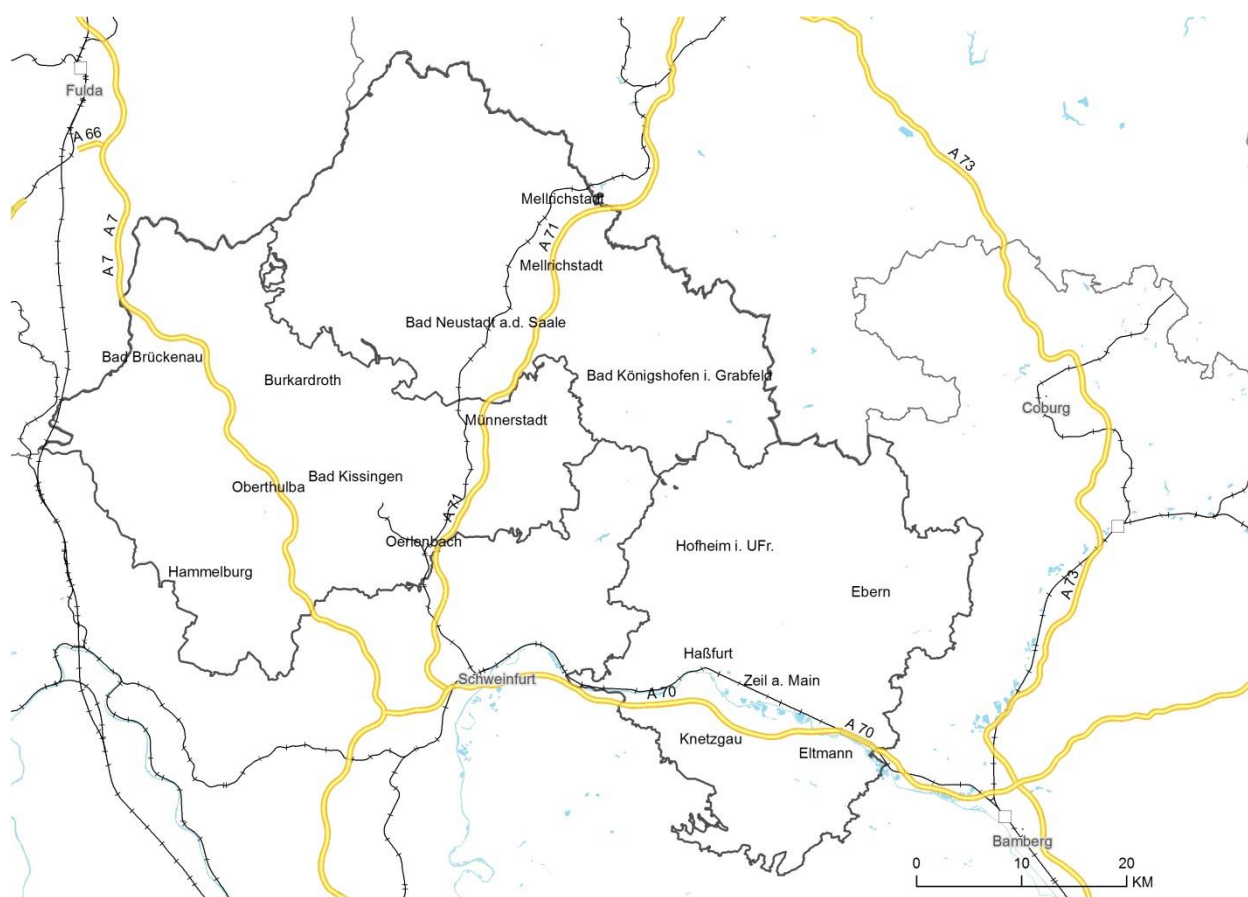 Fulda
A 66
A 73
Mellrichstadt
A 7
A 71
A 7
Mellrichstadt
Bad Neustadt a.d. Saale
Bad Brückenau
Burkardroth
Bad Königshofen i. Grabfeld
Coburg
Münnerstadt
Bad Kissingen
Oberthulba
A 71
Oerlenbach
Hofheim i. UFr.
Hammelburg
A 73
Ebern
Haßfurt
Schweinfurt
Zeil a. Main
A 70
A 70
Knetzgau
Eltmann
Bamberg
0 10 20
KM